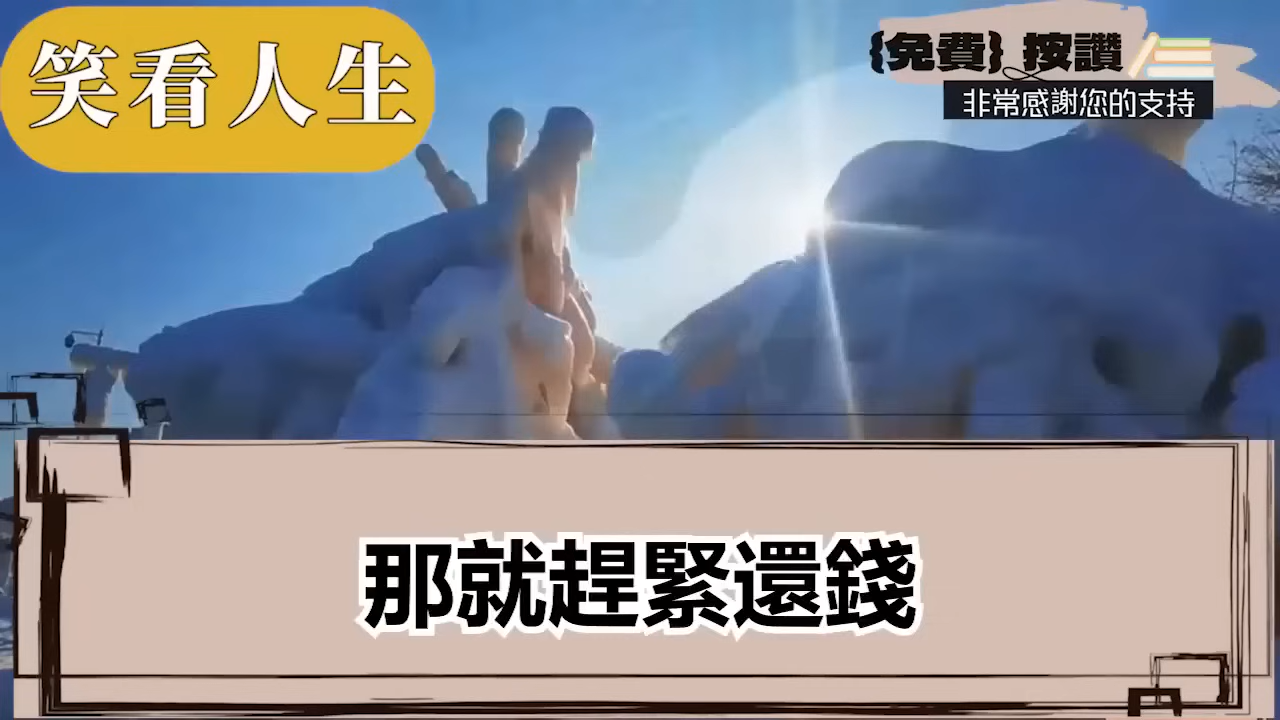 笑看人生
{免費} 按讚
非常感謝您的支持
那就趕緊還錢